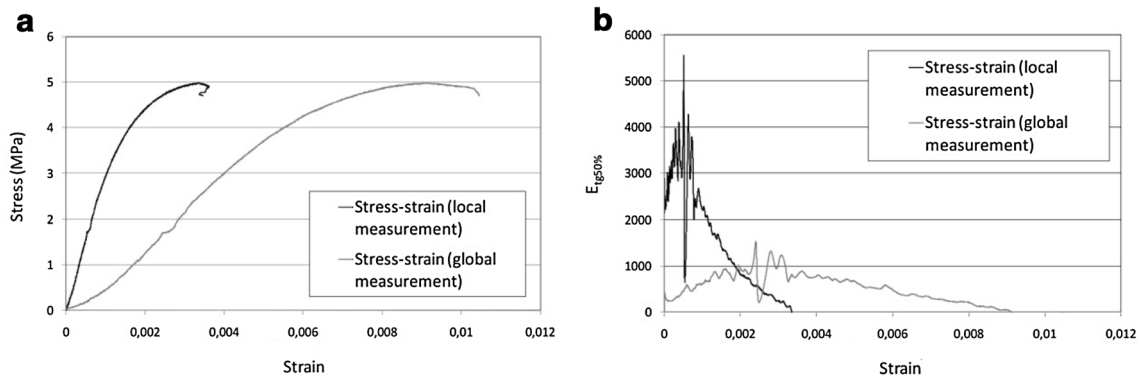 a
6
5
4
3
2
1
0
Stress (MPa)
0
0,002
0,004
0,006
0,008
0,01
0,012
Strain
Stress-strain (local
measurement)
Stress-strain (global
measurement)
b
6000
5000
4000
3000
2000
1000
0
Etg50%
0
0,002
0,004
0,006
0,008
0,01
0,012
Strain
Stress-strain (local
measurement)
Stress-strain (global
measurement)